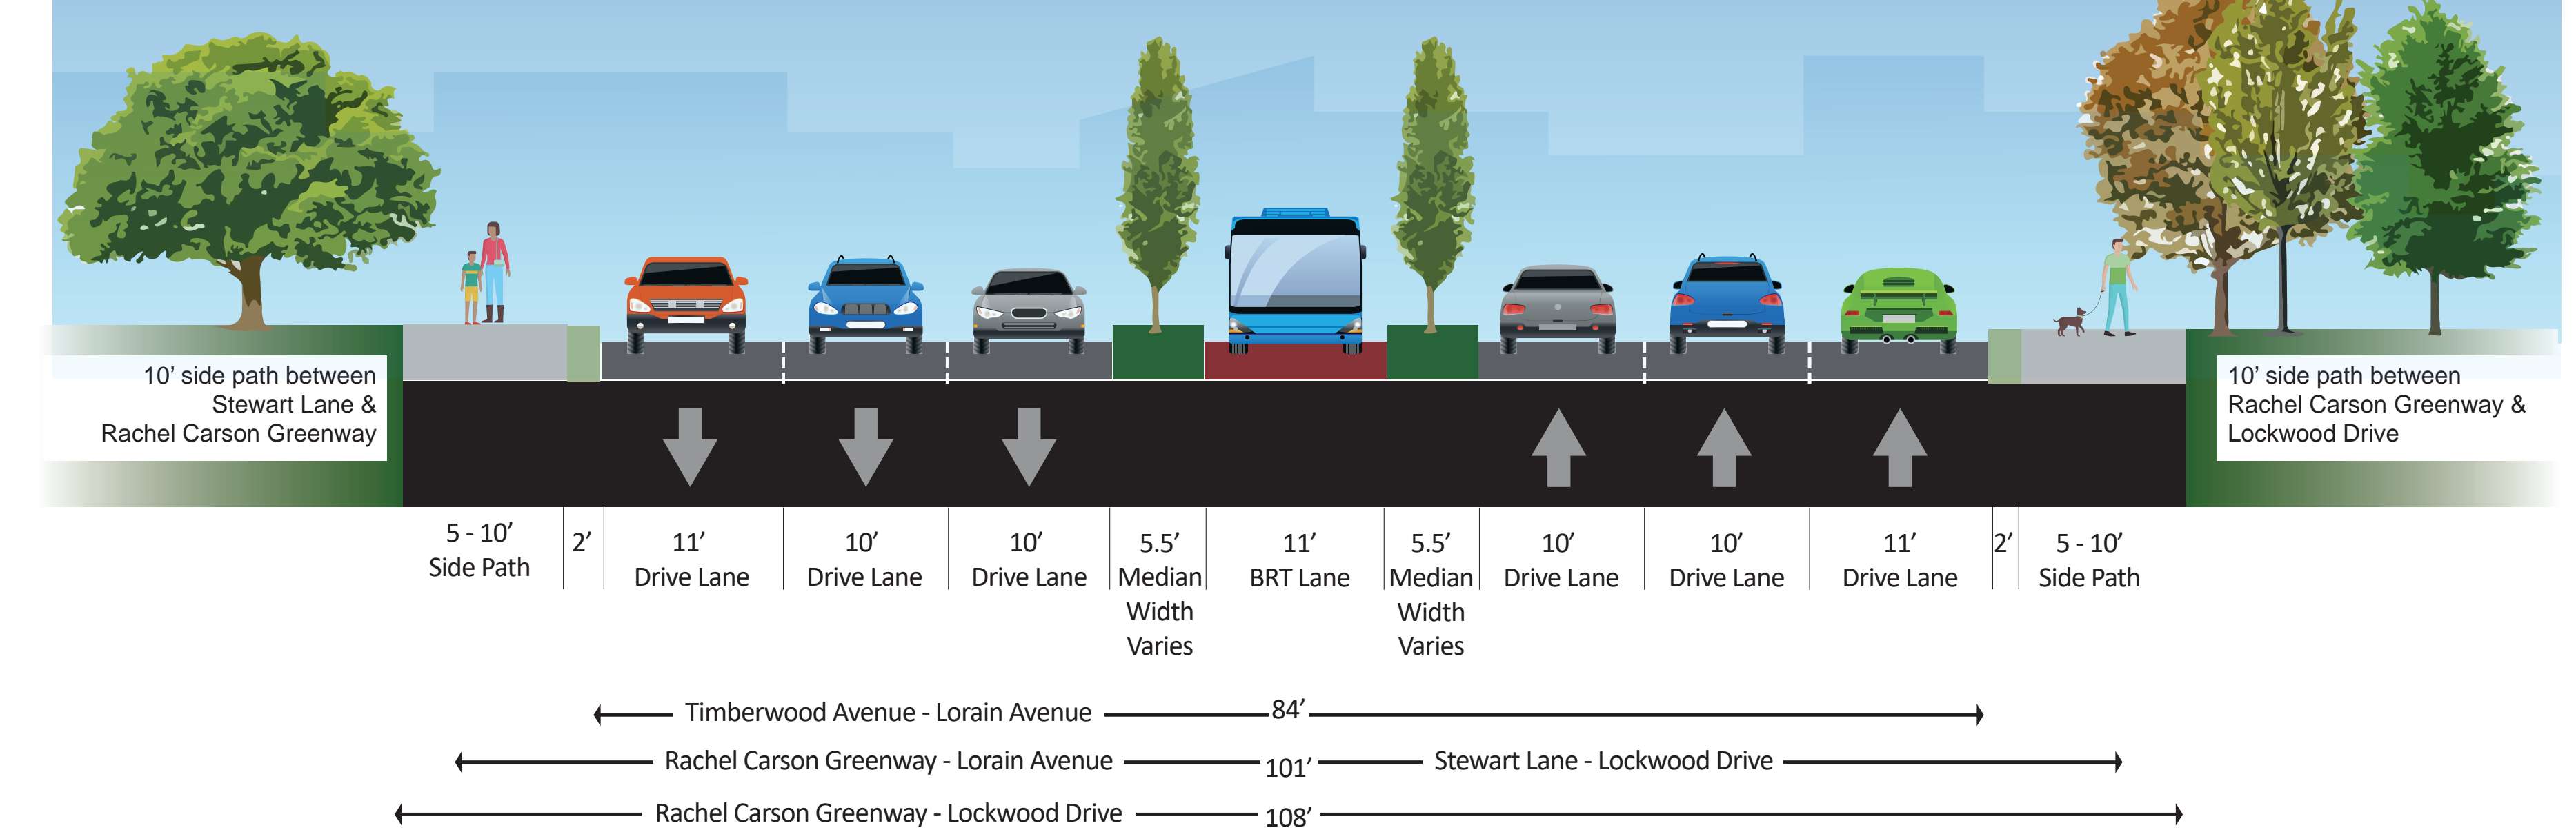 10’ side path between
Stewart Lane &
Rachel Carson Greenway
10’ side path between
Rachel Carson Greenway &
Lockwood Drive
5 - 10’
Side Path
2’
11’
Drive Lane
10’
Drive Lane
10’
Drive Lane
5.5’
Median
Width
Varies
11’
BRT Lane
5.5’
Median
Width
Varies
10’
Drive Lane
10’
Drive Lane
11’
Drive Lane
2’
5 - 10’
Side Path
Timberwood Avenue - Lorain Avenue 84’
Rachel Carson Greenway - Lorain Avenue 101’ Stewart Lane - Lockwood Drive
Rachel Carson Greenway - Lockwood Drive 108’